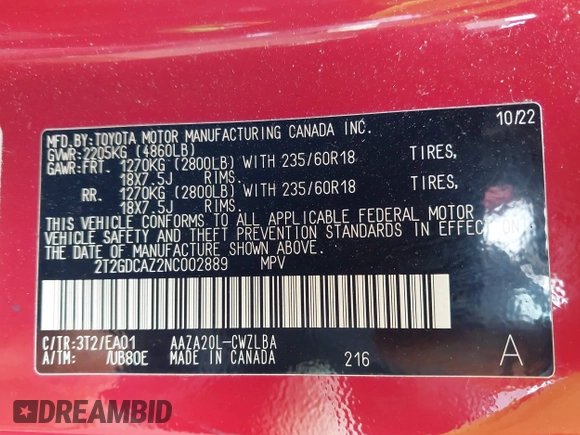 10/22
MFD.BY:TOYOTA MOTOR MANUFACTURING CANADA INC.
GVWR:2205KG (4860LB)
GAWR:FRT. 1270KG (2800LB) WITH 235/60R18 TIRES,
18X7.5J RIMS.
RR. 1270KG (2800LB) WITH 235/60R18 TIRES,
18X7.5J RIMS.
THIS VEHICLE CONFORMS TO ALL APPLICABLE FEDERAL MOTOR
VEHICLE SAFETY AND THEFT PREVENTION STANDARDS IN EFFECT ON
THE DATE OF MANUFACTURE SHOWN ABOVE.
2T2GDCAZ2NC002889 MPV
C/TR:3T2/EA01 AAZA20L-CWZLBA
A/TM: /UB80E MADE IN CANADA 216 A
DREAMBID